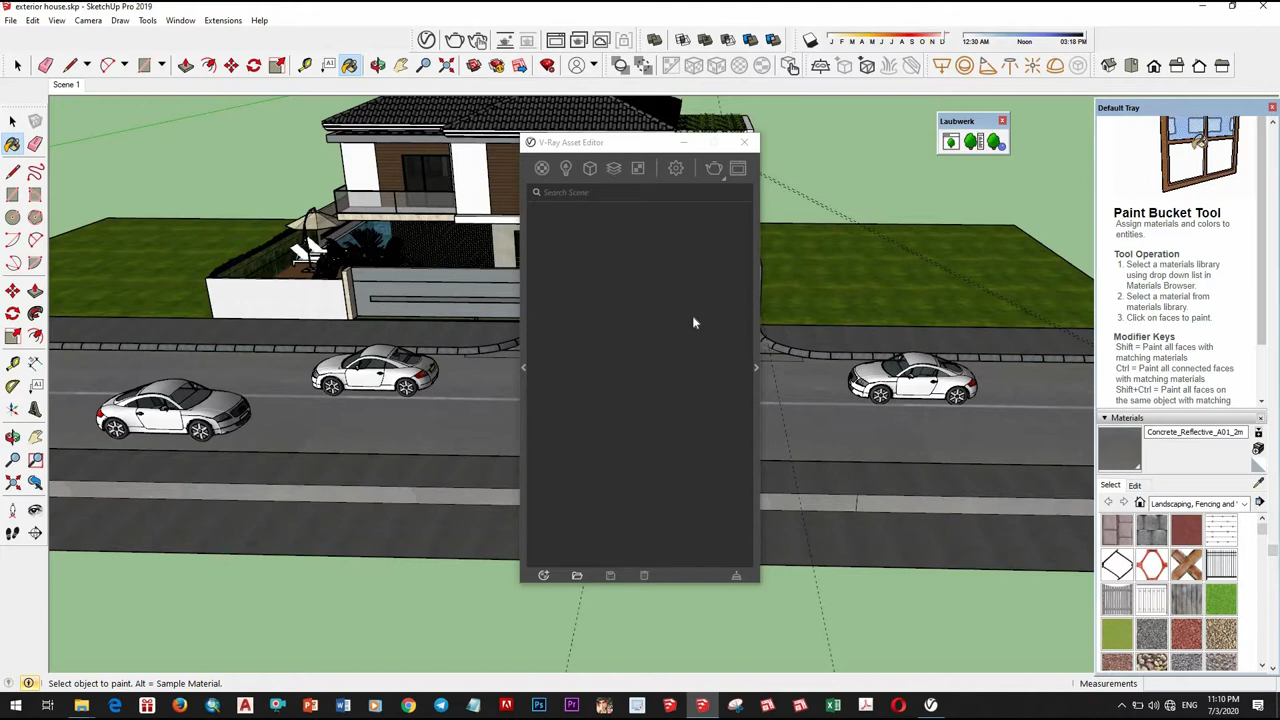 exterior house.skp - SketchUp Pro 2019
File Edit View Camera Draw Tools Window Extensions Help
J F M A M J J A S O N D
12:30 AM Noon 03:18 PM
Scene 1
Default Tray
Laubwerk
V-Ray Asset Editor
Search Scene
Paint Bucket Tool
Assign materials and colors to
entities.
Tool Operation
1. Select a materials library
using drop down list in
Materials Browser.
2. Select a material from
materials library.
3. Click on faces to paint.
Modifier Keys
Shift = Paint all faces with
matching materials
Ctrl = Paint all connected faces
with matching materials
Shift+Ctrl = Paint all faces on
the same object with matching
Materials
Concrete_Reflective_A01_2m
Select Edit
Landscaping, Fencing and
Select object to paint. Alt = Sample Material.
Measurements
ENG
11:10 PM
7/3/2020